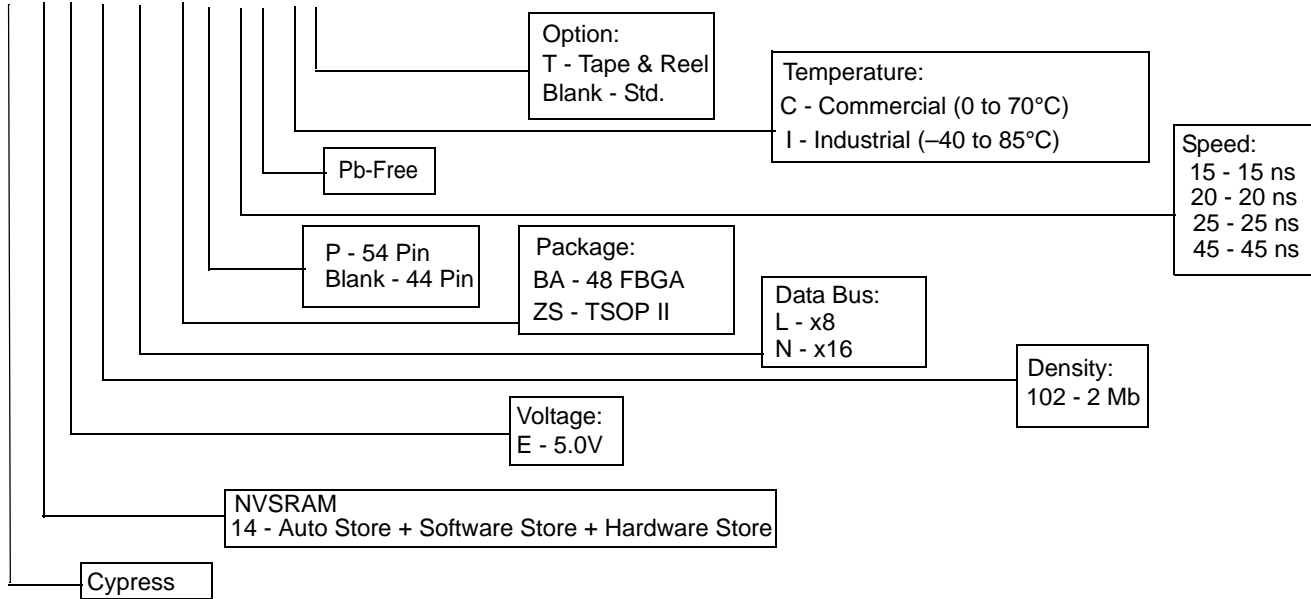 Option:
T - Tape & Reel
Blank - Std.
Temperature:
C - Commercial (0 to 70°C)
I - Industrial (–40 to 85°C)
Speed:
15 - 15 ns
20 - 20 ns
25 - 25 ns
45 - 45 ns
Pb-Free
P - 54 Pin
Blank - 44 Pin
Package:
BA - 48 FBGA
ZS - TSOP II
Data Bus:
L - x8
N - x16
Density:
102 - 2 Mb
Voltage:
E - 5.0V
NVSRAM
14 - Auto Store + Software Store + Hardware Store
Cypress